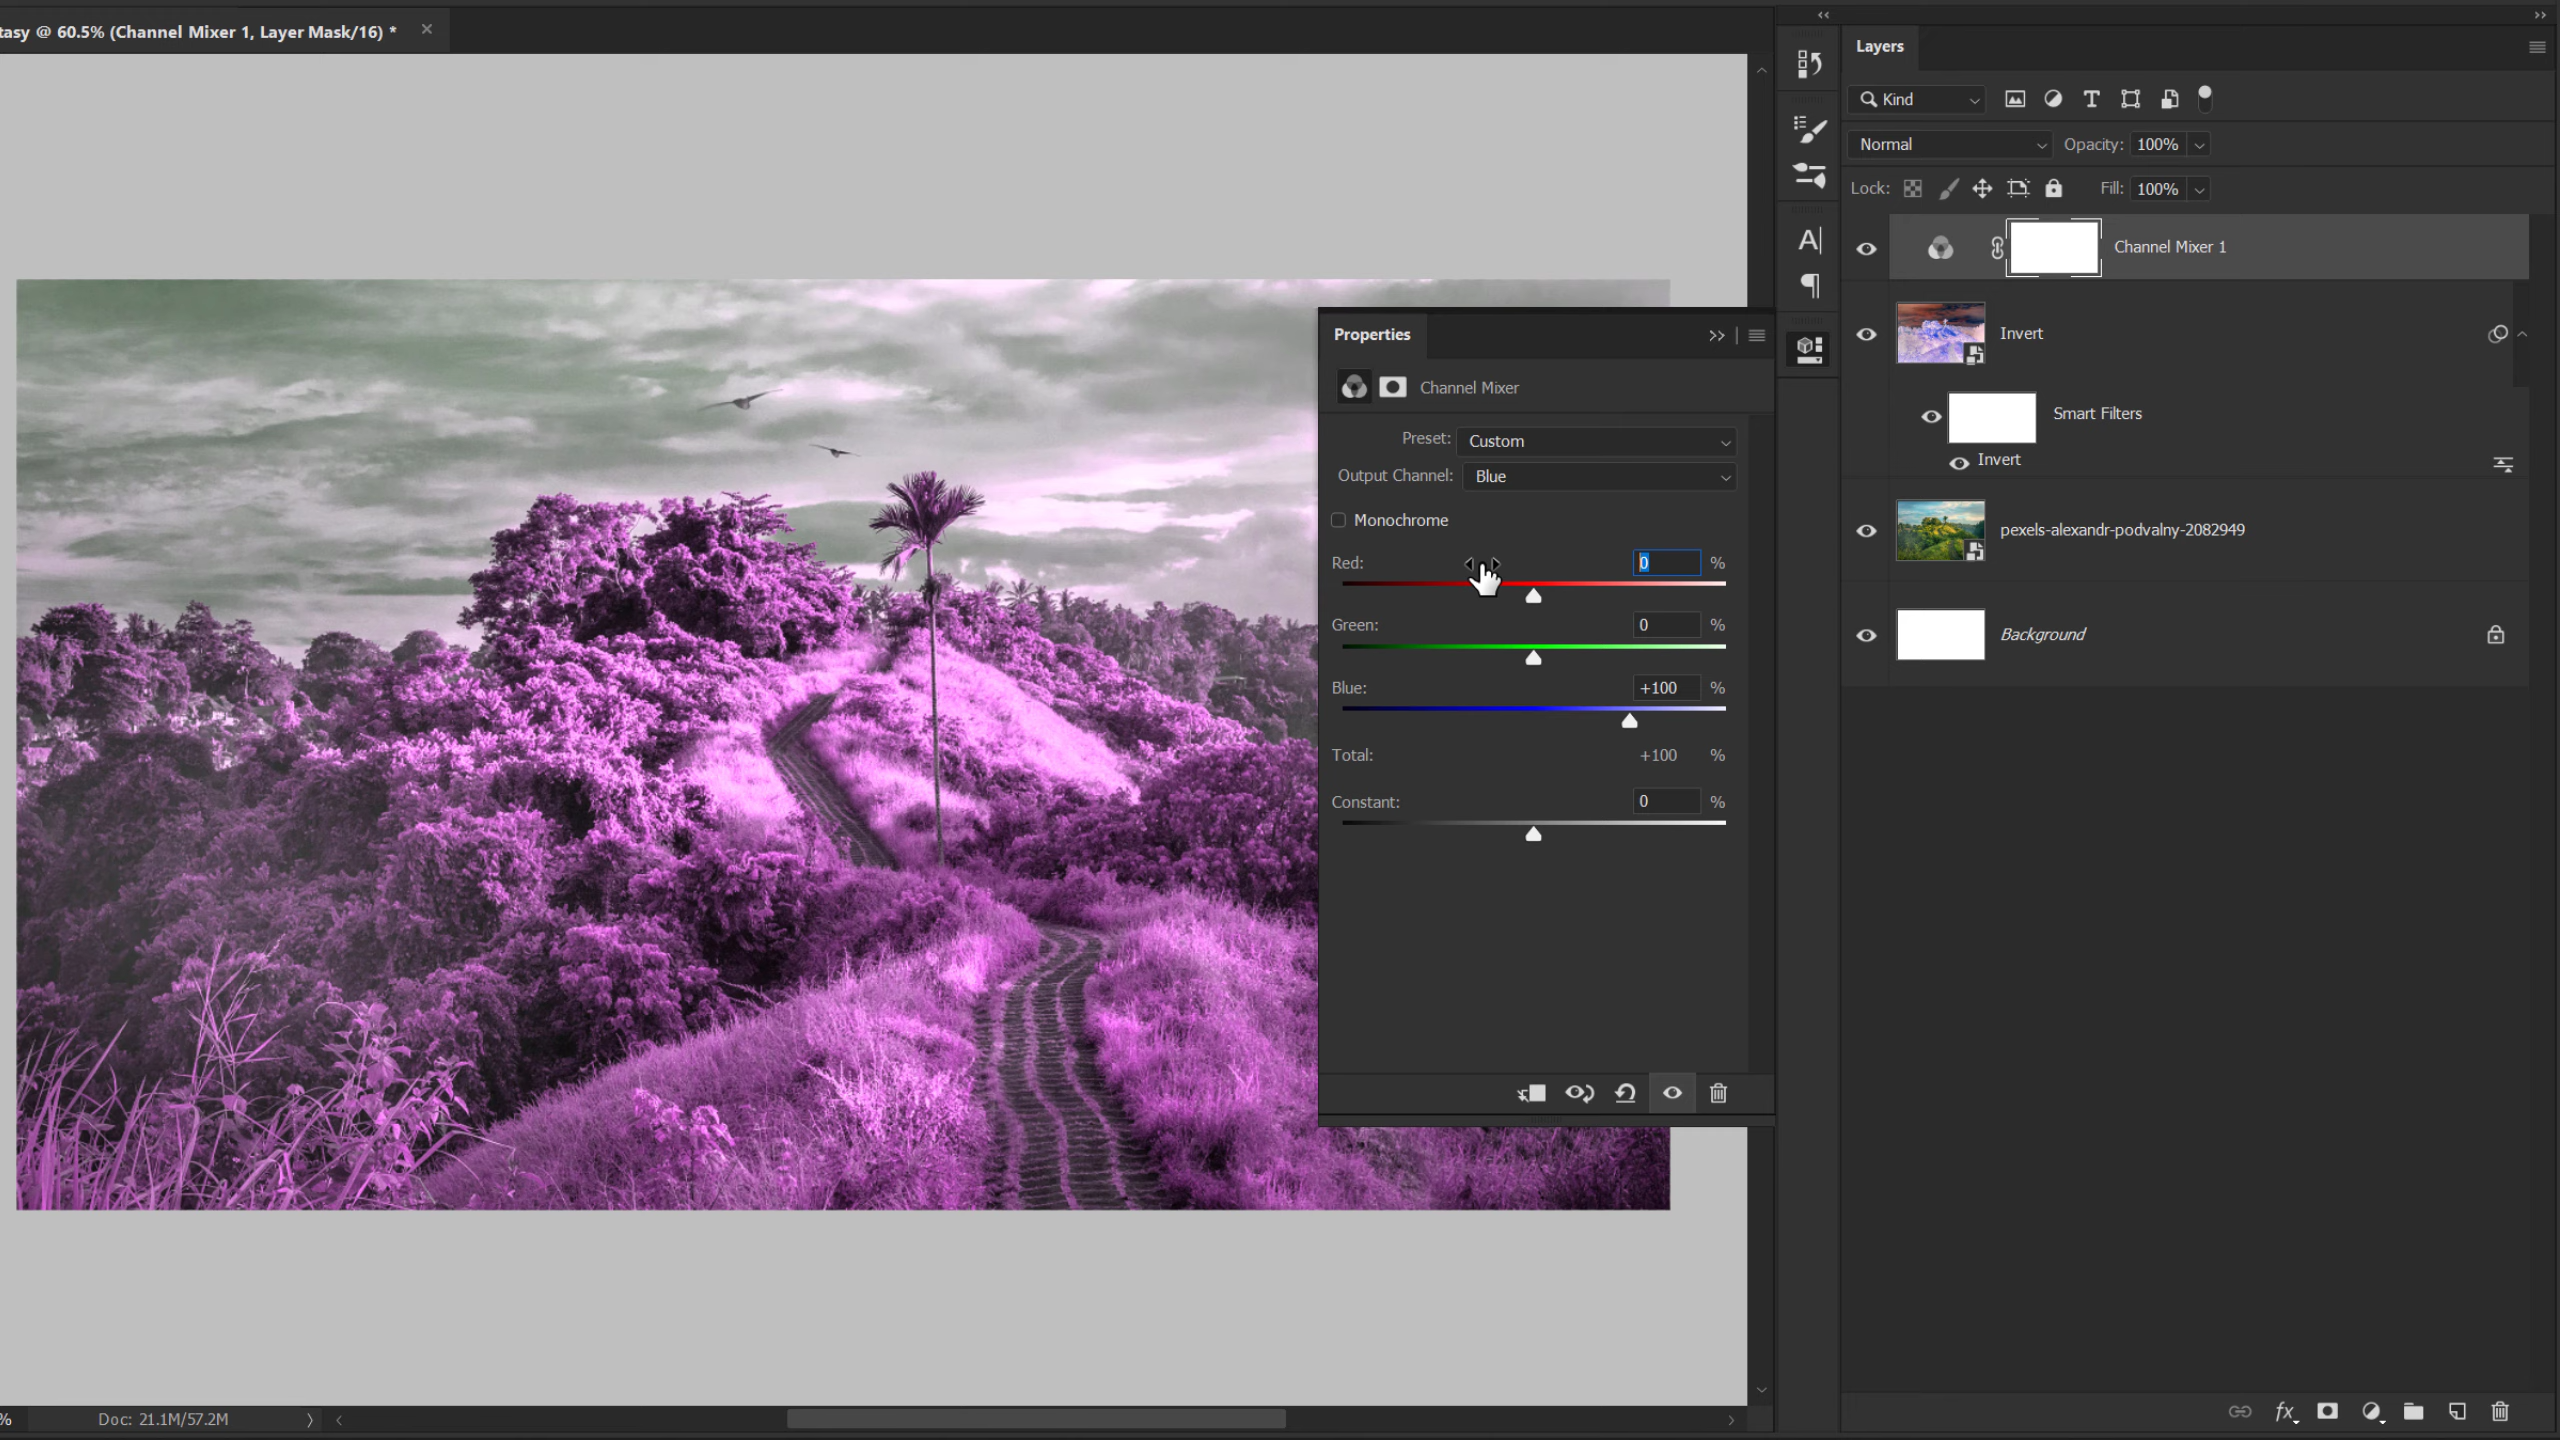 tasy @ 60.5% (Channel Mixer 1, Layer Mask/16) *
Layers
Kind
Normal
Opacity: 100%
Lock:
Fill: 100%
Channel Mixer 1
Invert
Smart Filters
Invert
pexels-alexandr-podvalny-2082949
Background
Properties
Channel Mixer
Preset: Custom
Output Channel: Blue
Monochrome
Red: 0 %
Green: 0 %
Blue: +100 %
Total: +100 %
Constant: 0 %
% Doc: 21.1M/57.2M
fx